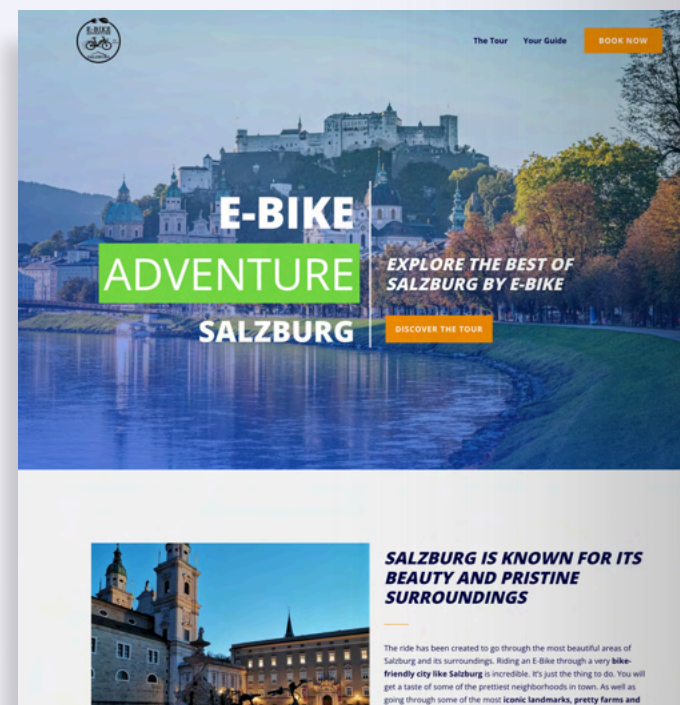 E-BIKE
The Tour
Your Guide
BOOK NOW
E-BIKE
ADVENTURE
SALZBURG
EXPLORE THE BEST OF
SALZBURG BY E-BIKE
DISCOVER THE TOUR
SALZBURG IS KNOWN FOR ITS
BEAUTY AND PRISTINE
SURROUNDINGS
The ride has been created to go through the most beautiful areas of
Salzburg and its surroundings. Riding an E-Bike through a very bike-
friendly city like Salzburg is incredible. It's just the thing to do. You will
get a taste of some of the prettiest neighborhoods in town. As well as
going through some of the most iconic landmarks, pretty farms and